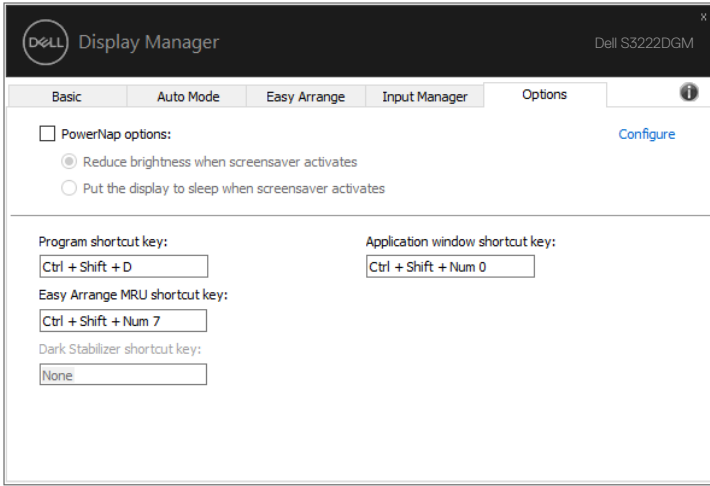 DELL Display Manager
x
Dell S3222DGM
Basic Auto Mode Easy Arrange Input Manager Options i
PowerNap options: Configure
Reduce brightness when screensaver activates
Put the display to sleep when screensaver activates
Program shortcut key: Application window shortcut key:
Ctrl + Shift + D Ctrl + Shift + Num 0
Easy Arrange MRU shortcut key:
Ctrl + Shift + Num 7
Dark Stabilizer shortcut key:
None